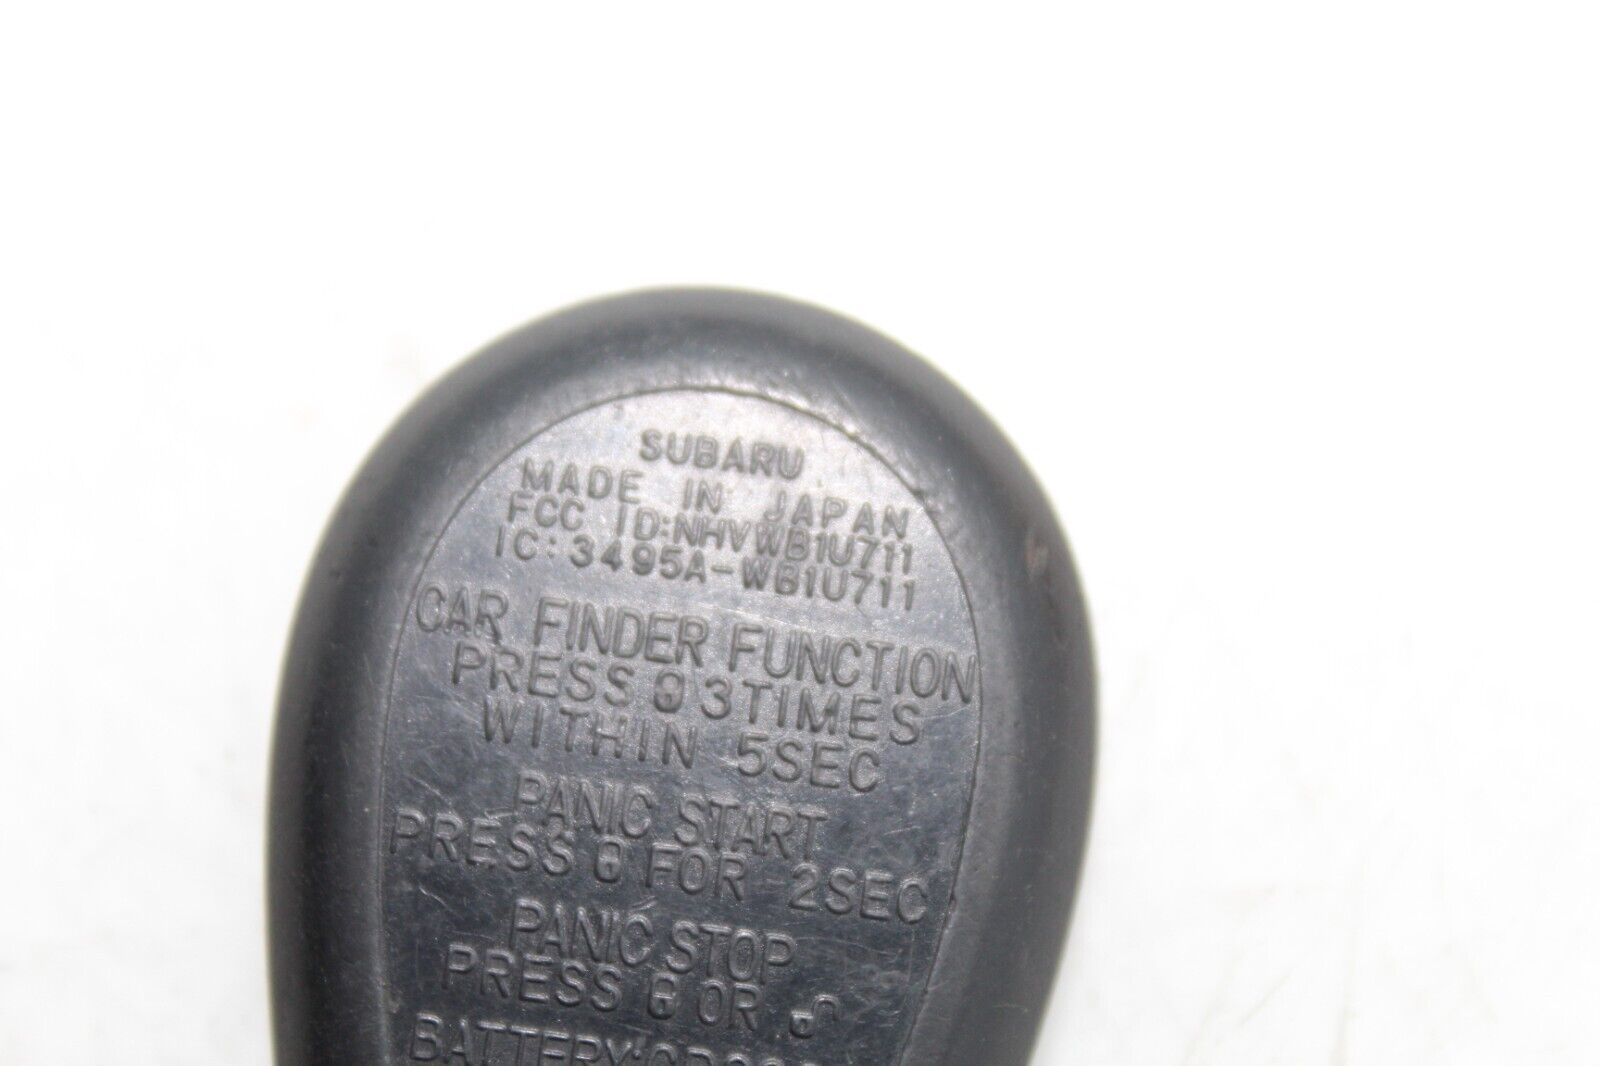 SUBARU
MADE IN JAPAN
FCC ID:NHVWB1U711
IC:3495A-WB1U711
CAR FINDER FUNCTION
PRESS 🔒 3TIMES
WITHIN 5SEC
PANIC START
PRESS 🔒 FOR 2SEC
PANIC STOP
PRESS 🔒 OR 🔓
BATTERY: